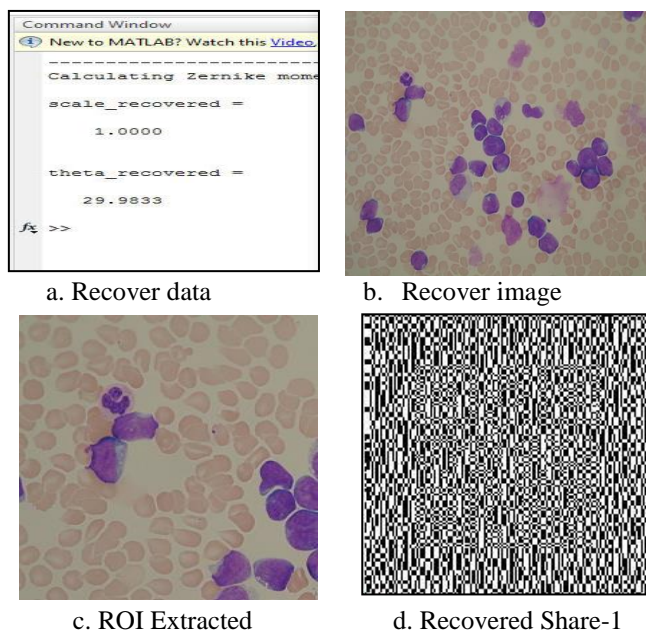 Command Window
New to MATLAB? Watch this Video,
Calculating Zernike mome
scale_recovered =
1.0000
theta_recovered =
29.9833
fx >>
a. Recover data
b. Recover image
c. ROI Extracted
d. Recovered Share-1